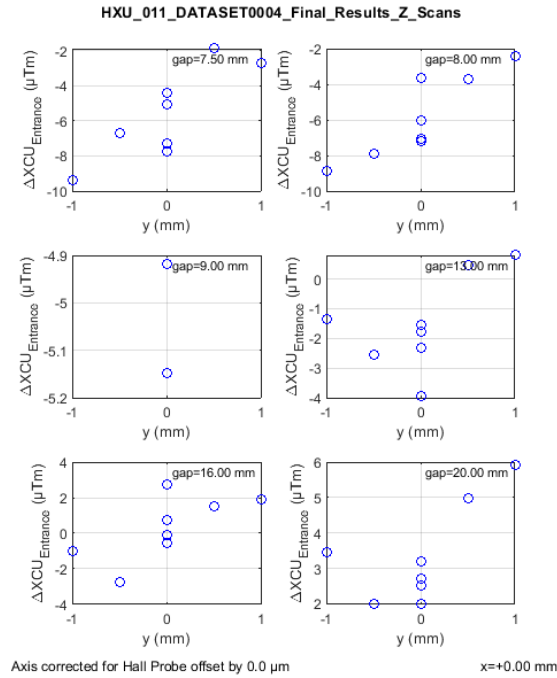 HXU_011_DATASET0004_Final_Results_Z_Scans
-2
-4
-6
-8
-10
ΔXCU_Entrance (μTm)
gap=7.50 mm
-1 0 1
y (mm)
-2
-4
-6
-8
-10
ΔXCU_Entrance (μTm)
gap=8.00 mm
-1 0 1
y (mm)
-4.9
-5
-5.1
-5.2
ΔXCU_Entrance (μTm)
gap=9.00 mm
-1 0 1
y (mm)
0
-1
-2
-3
-4
ΔXCU_Entrance (μTm)
gap=13.00 mm
-1 0 1
y (mm)
4
2
0
-2
-4
ΔXCU_Entrance (μTm)
gap=16.00 mm
-1 0 1
y (mm)
6
5
4
3
2
ΔXCU_Entrance (μTm)
gap=20.00 mm
-1 0 1
y (mm)
Axis corrected for Hall Probe offset by 0.0 μm
x=+0.00 mm